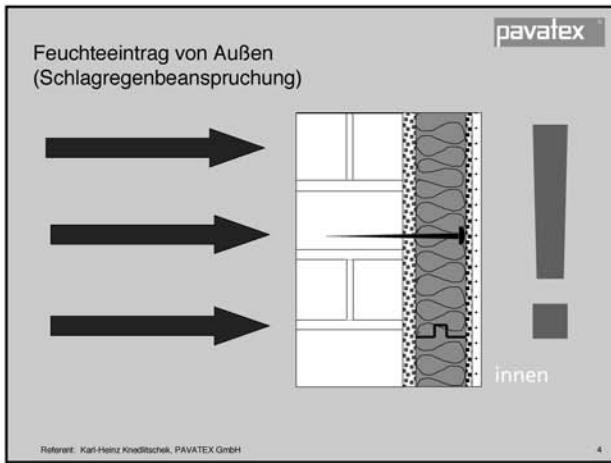 pavatex
Feuchteeintrag von Außen
(Schlagregenbeanspruchung)
innen
Referent: Karl-Heinz Knedlitschek, PAVATEX GmbH
4